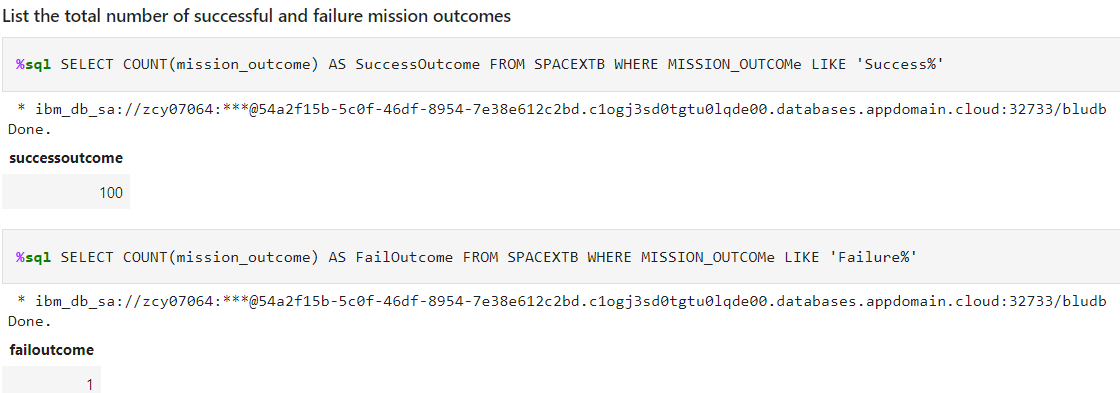 List the total number of successful and failure mission outcomes
%sql SELECT COUNT(mission_outcome) AS SuccessOutcome FROM SPACEXTB WHERE MISSION_OUTCOMe LIKE 'Success%'
* ibm_db_sa://zcy07064:***@54a2f15b-5c0f-46df-8954-7e38e612c2bd.c1ogj3sd0tgtu0lqde00.databases.appdomain.cloud:32733/bludb
Done.
successoutcome
100
%sql SELECT COUNT(mission_outcome) AS FailOutcome FROM SPACEXTB WHERE MISSION_OUTCOMe LIKE 'Failure%'
* ibm_db_sa://zcy07064:***@54a2f15b-5c0f-46df-8954-7e38e612c2bd.c1ogj3sd0tgtu0lqde00.databases.appdomain.cloud:32733/bludb
Done.
failoutcome
1